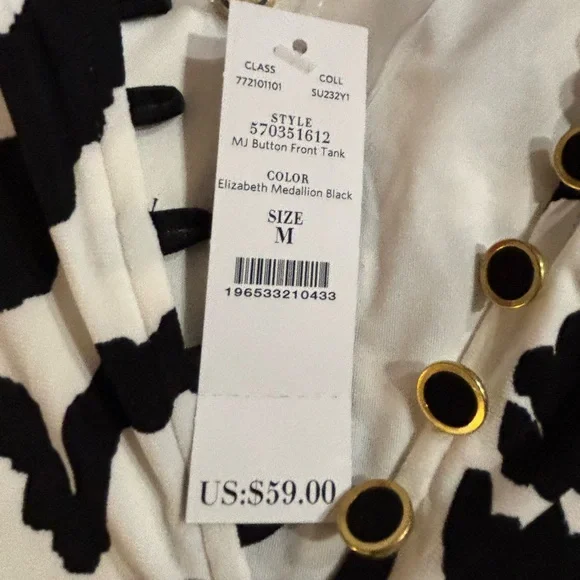 CLASS COLL
772101101 SU232Y1
STYLE
570351612
MJ Button Front Tank
COLOR
Elizabeth Medallion Black
SIZE
M
196533210433
US:$59.00